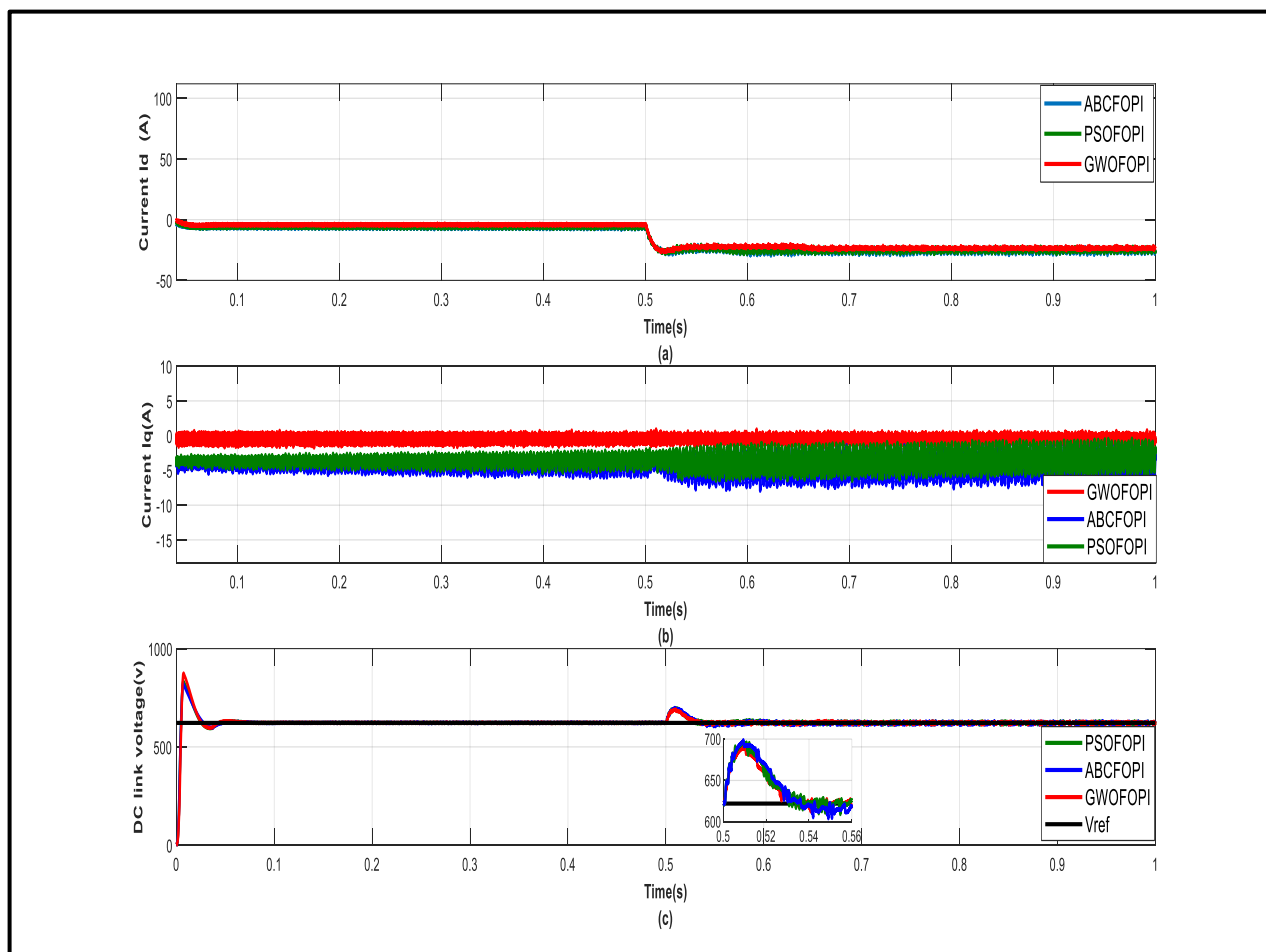 100
50
0
-50
Current Id (A)
ABCFOPI
PSOFOPI
GWOFOPI
0.1 0.2 0.3 0.4 0.5 0.6 0.7 0.8 0.9 1
Time(s)
(a)
10
5
0
-5
-10
-15
Current Iq(A)
GWOFOPI
ABCFOPI
PSOFOPI
0.1 0.2 0.3 0.4 0.5 0.6 0.7 0.8 0.9 1
Time(s)
(b)
1000
500
0
DC link voltage(v)
700
650
600
0.5 0.52 0.54 0.56
PSOFOPI
ABCFOPI
GWOFOPI
Vref
0 0.1 0.2 0.3 0.4 0.5 0.6 0.7 0.8 0.9 1
Time(s)
(c)